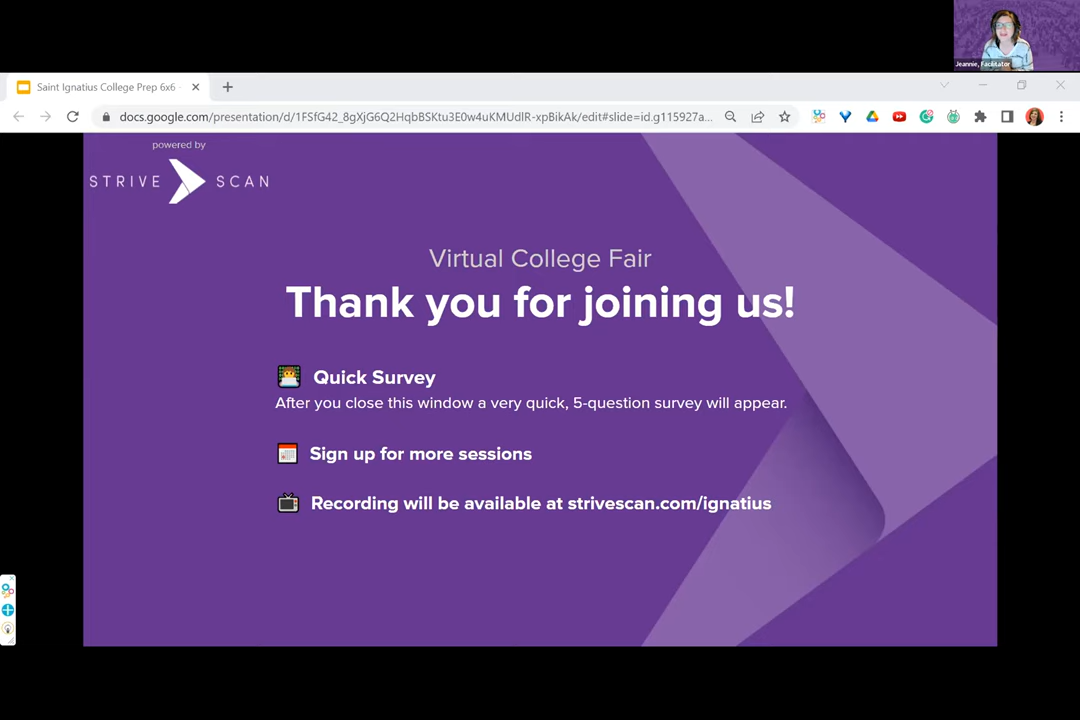 Jeannie, Facilitator
Saint Ignatius College Prep 6x6
docs.google.com/presentation/d/1FSfG42_8gXjG6Q2HqbBSKtu3E0w4uKMUdlR-xpBikAk/edit#slide=id.g115927a...
powered by
STRIVE SCAN
Virtual College Fair
Thank you for joining us!
Quick Survey
After you close this window a very quick, 5-question survey will appear.
Sign up for more sessions
Recording will be available at strivescan.com/ignatius